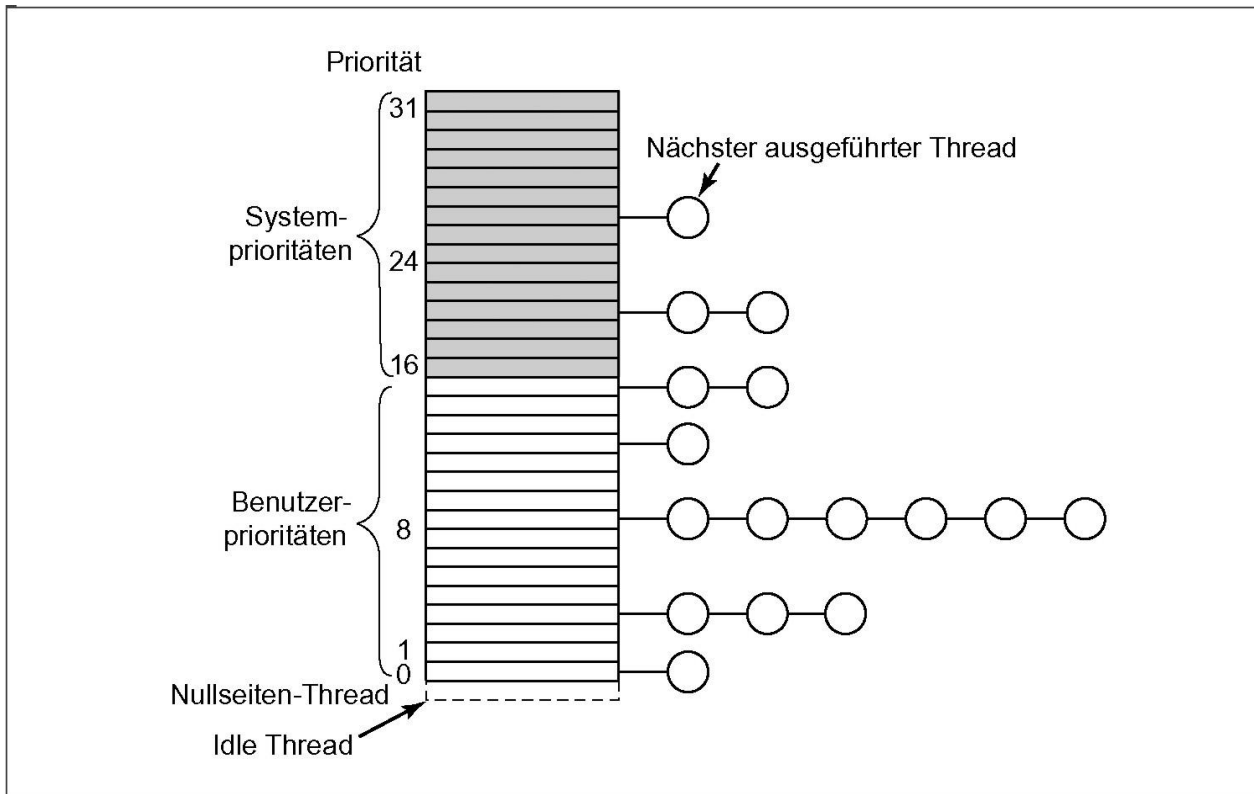 Priorität
31
Nächster ausgeführter Thread
System-
prioritäten
24
16
Benutzer-
prioritäten
8
1
0
Nullseiten-Thread
Idle Thread